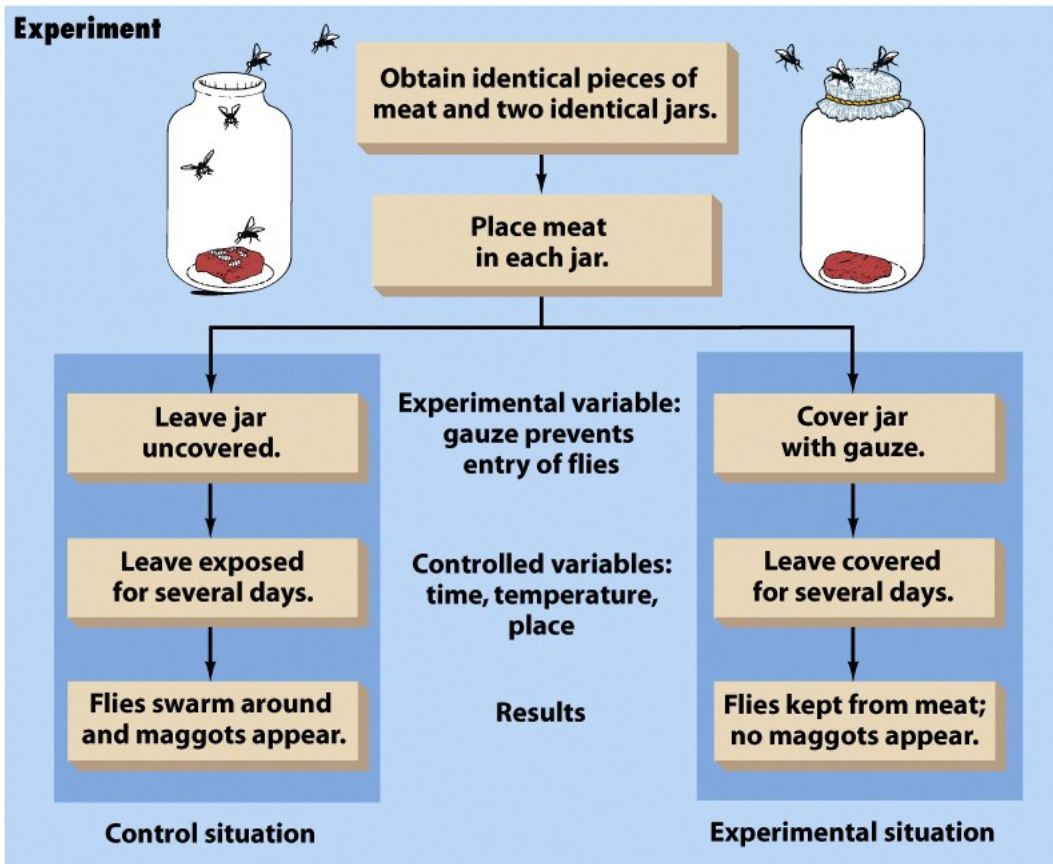 Experiment
Obtain identical pieces of
meat and two identical jars.
Place meat
in each jar.
Leave jar
uncovered.
Experimental variable:
gauze prevents
entry of flies
Cover jar
with gauze.
Leave exposed
for several days.
Controlled variables:
time, temperature,
place
Leave covered
for several days.
Flies swarm around
and maggots appear.
Results
Flies kept from meat;
no maggots appear.
Control situation
Experimental situation